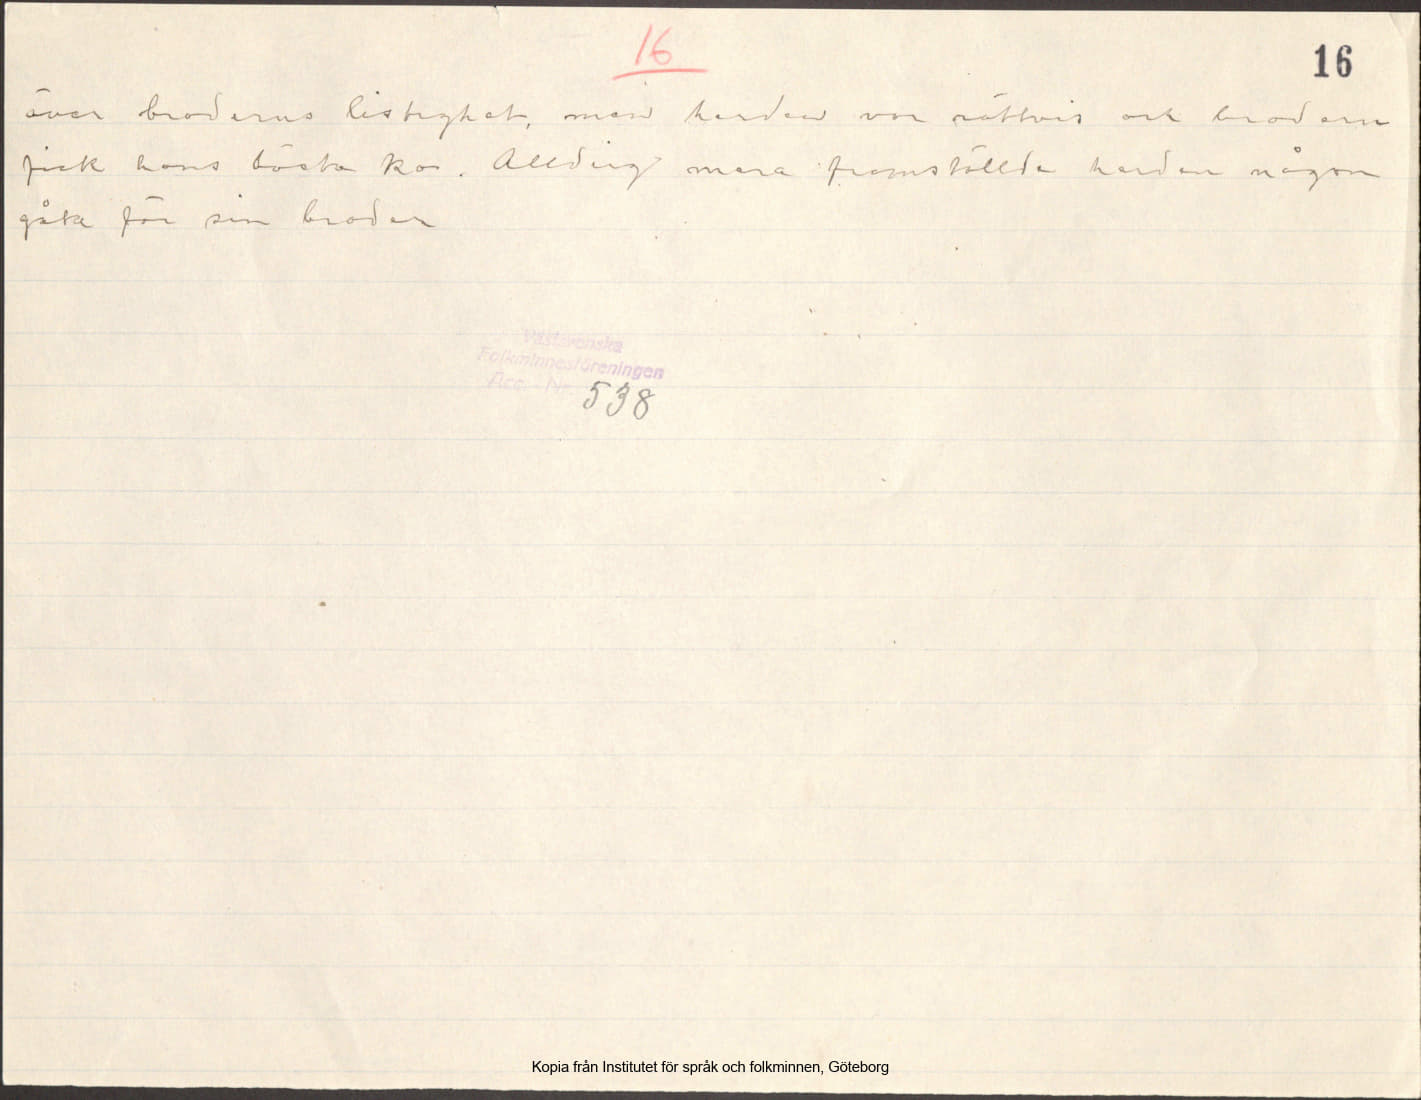 16
16
över broderns listighet, men herden var rättvis och brodern
fick hans bästa ko. Alldrig mera framställde herden någon
gåta för sin broder
Västsvenska
Folkminnesföreningen
Acc. Nr. 538
Kopia från Institutet för språk och folkminnen, Göteborg